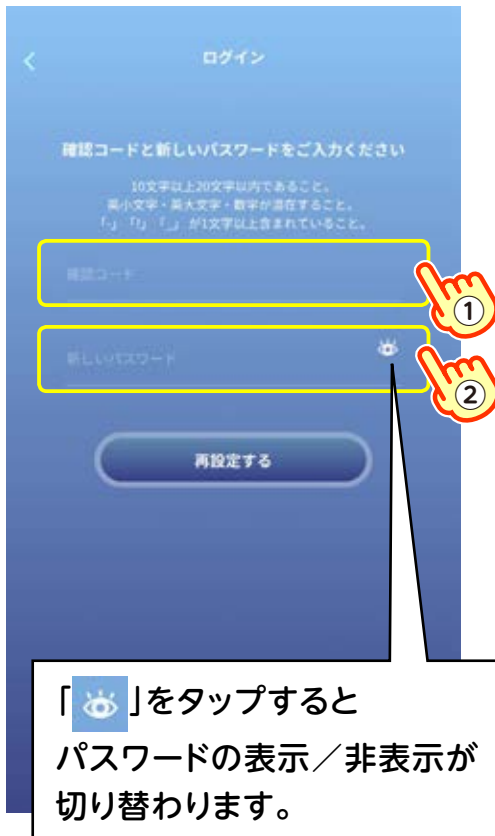 ログイン
確認コードと新しいパスワードをご入力ください
10文字以上20文字以内であること。
英小文字・英大文字・数字が混在すること。
「-」「!」「_」が1文字以上含まれていること。
確認コード
①
新しいパスワード
②
再設定する
「 」をタップすると
パスワードの表示／非表示が
切り替わります。